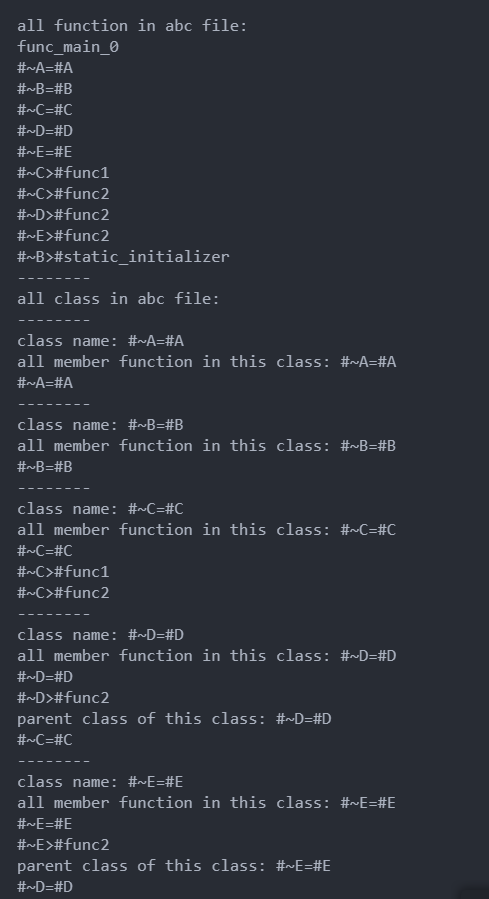 all function in abc file:
func_main_0
#~A=#A
#~B=#B
#~C=#C
#~D=#D
#~E=#E
#~C>#func1
#~C>#func2
#~D>#func2
#~E>#func2
#~B>#static_initializer
--------
all class in abc file:
--------
class name: #~A=#A
all member function in this class: #~A=#A
#~A=#A
--------
class name: #~B=#B
all member function in this class: #~B=#B
#~B=#B
--------
class name: #~C=#C
all member function in this class: #~C=#C
#~C=#C
#~C>#func1
#~C>#func2
--------
class name: #~D=#D
all member function in this class: #~D=#D
#~D=#D
#~D>#func2
parent class of this class: #~D=#D
#~C=#C
--------
class name: #~E=#E
all member function in this class: #~E=#E
#~E=#E
#~E>#func2
parent class of this class: #~E=#E
#~D=#D